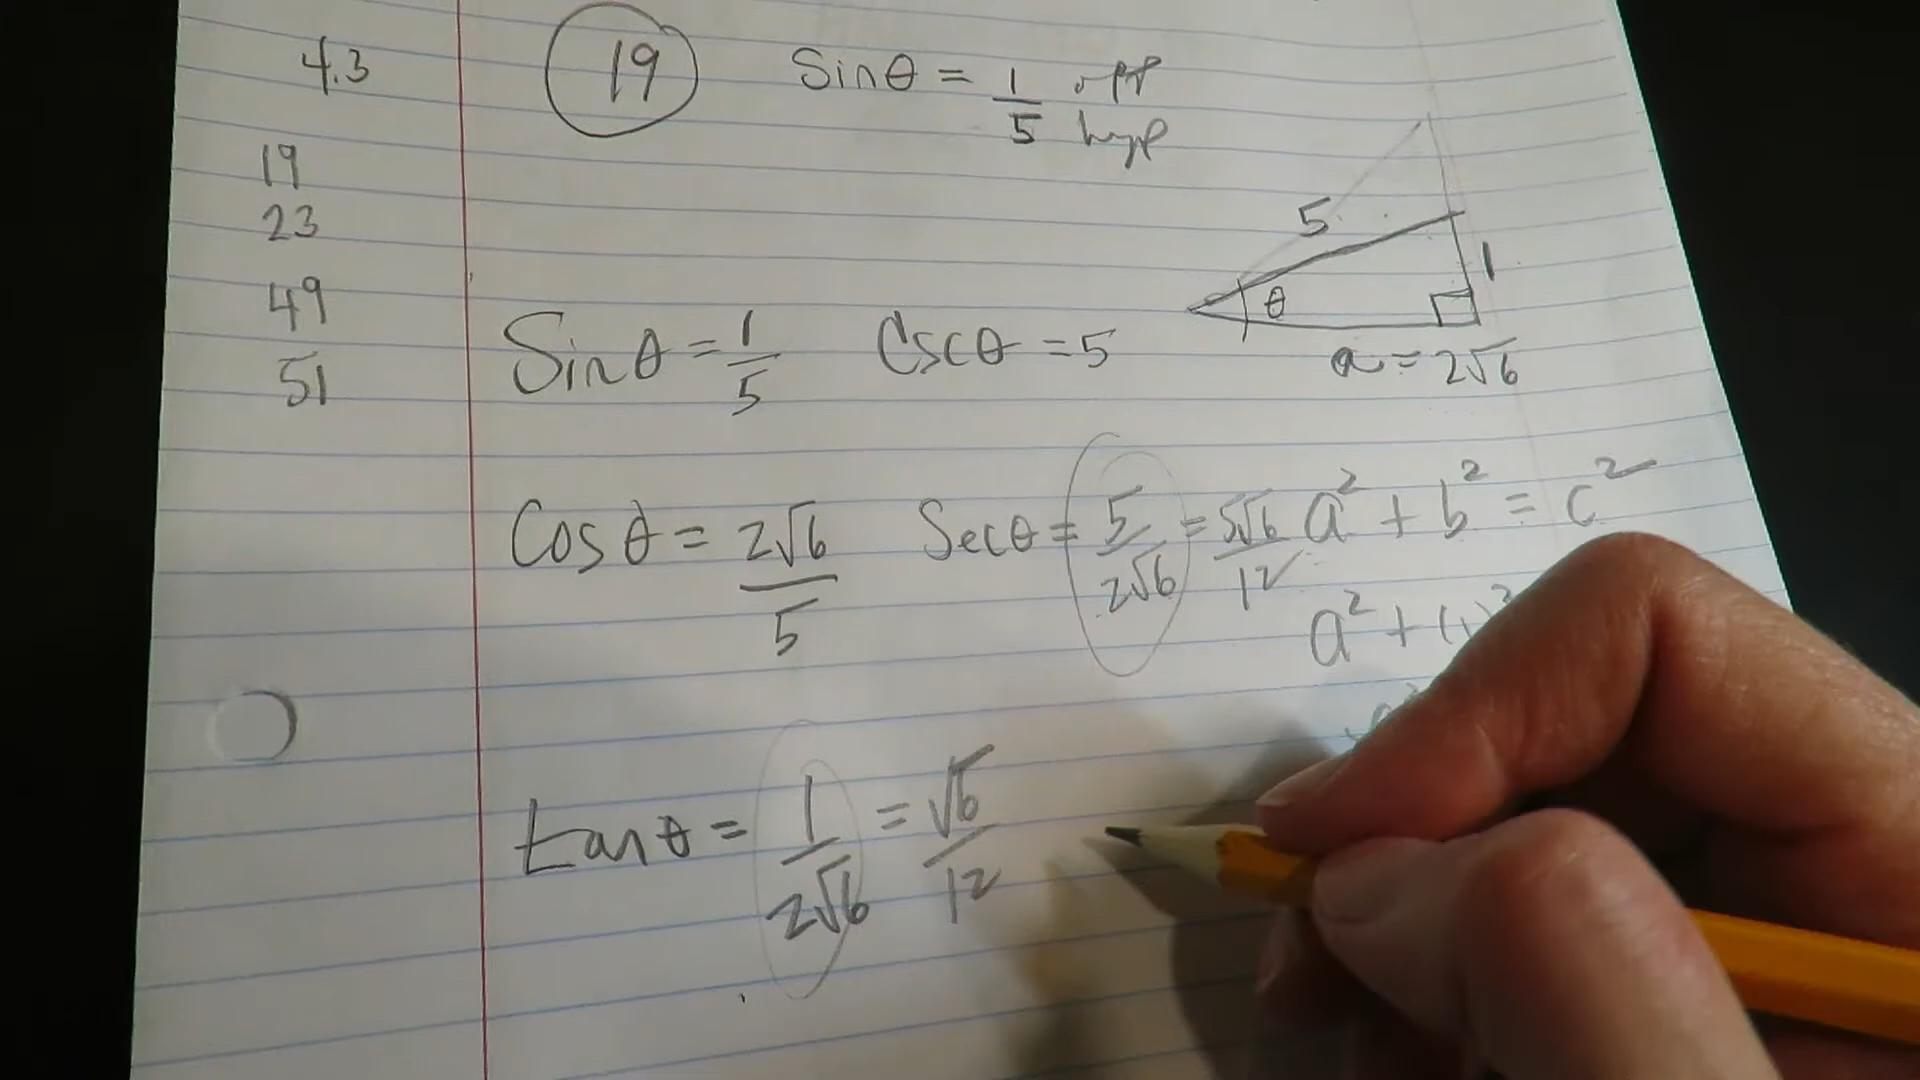 4.3
19
23
49
51
19 sinθ = 1/5 opp/hyp
5
1
θ
a = 2√6
Sinθ = 1/5 Cscθ = 5
Cosθ = 2√6/5 Secθ = 5/2√6 = 5√6/12
a² + b² = c²
a² + (1)²
tanθ = 1/2√6 = √6/12